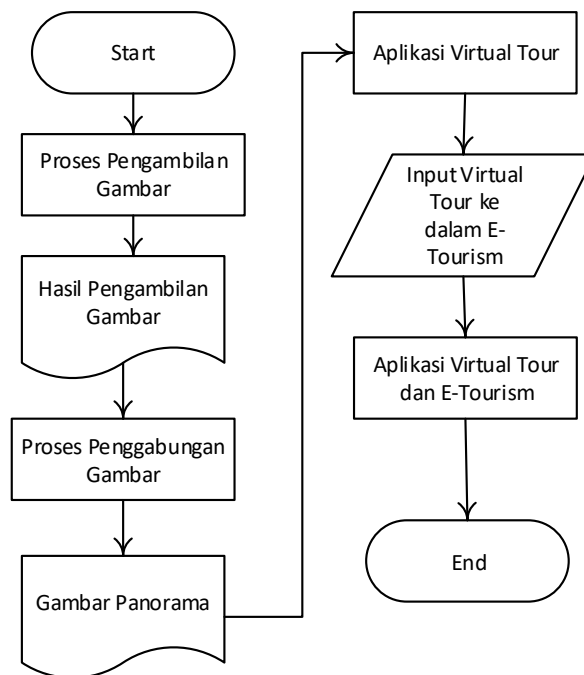 Start
Proses Pengambilan
Gambar
Hasil Pengambilan
Gambar
Proses Penggabungan
Gambar
Gambar Panorama
Aplikasi Virtual Tour
Input Virtual
Tour ke
dalam E-
Tourism
Aplikasi Virtual Tour
dan E-Tourism
End